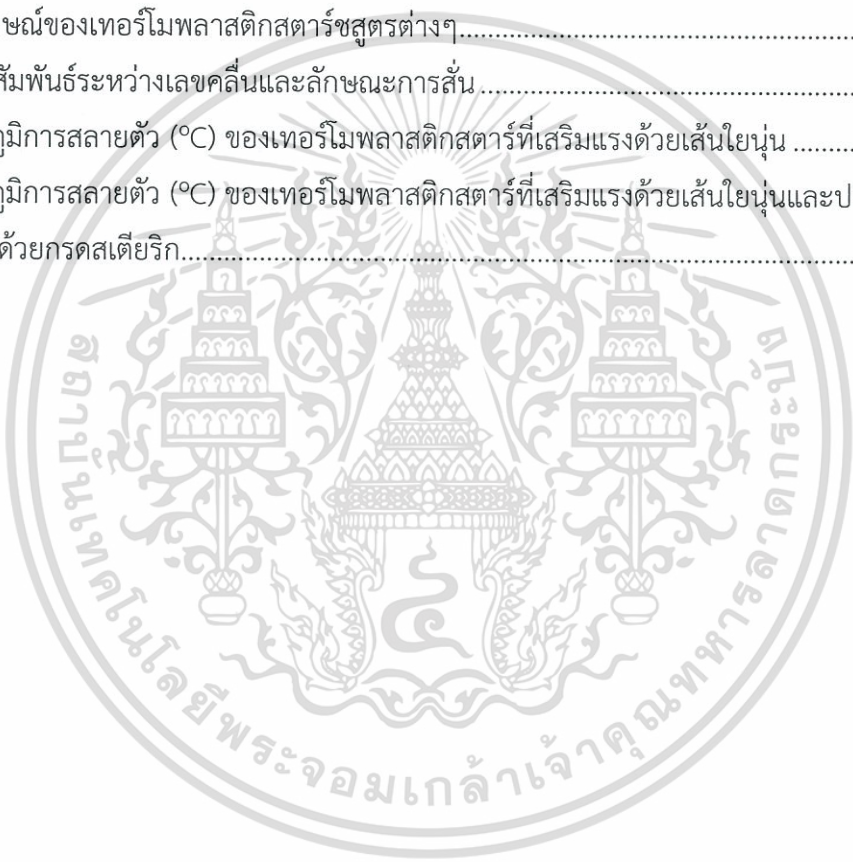 ษณ์ของเทอร์โมพลาสติกสตาร์ชสูตรต่างๆ
สัมพันธ์ระหว่างเลขคลื่นและลักษณะการสั่น
ภูมิการสลายตัว (°C) ของเทอร์โมพลาสติกสตาร์ที่เสริมแรงด้วยเส้นใยนุ่น
ภูมิการสลายตัว (°C) ของเทอร์โมพลาสติกสตาร์ที่เสริมแรงด้วยเส้นใยนุ่นและป
ด้วยกรดสเตียริก
สถาบันเทคโนโลยีพระจอมเกล้าเจ้าคุณทหารลาดกระบัง